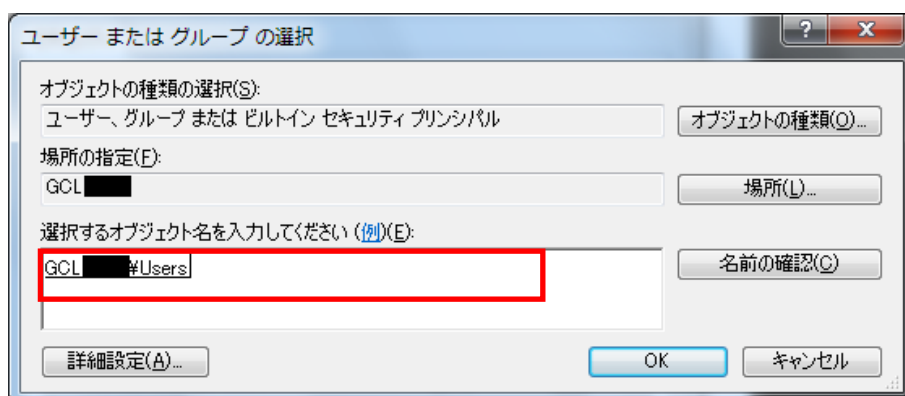 ユーザー または グループ の選択
オブジェクトの種類の選択(S):
ユーザー、グループ または ビルトイン セキュリティ プリンシパル
オブジェクトの種類(O)...
場所の指定(F):
GCL
場所(L)...
選択するオブジェクト名を入力してください (例)(E):
GCL ¥Users
名前の確認(C)
詳細設定(A)...
OK
キャンセル